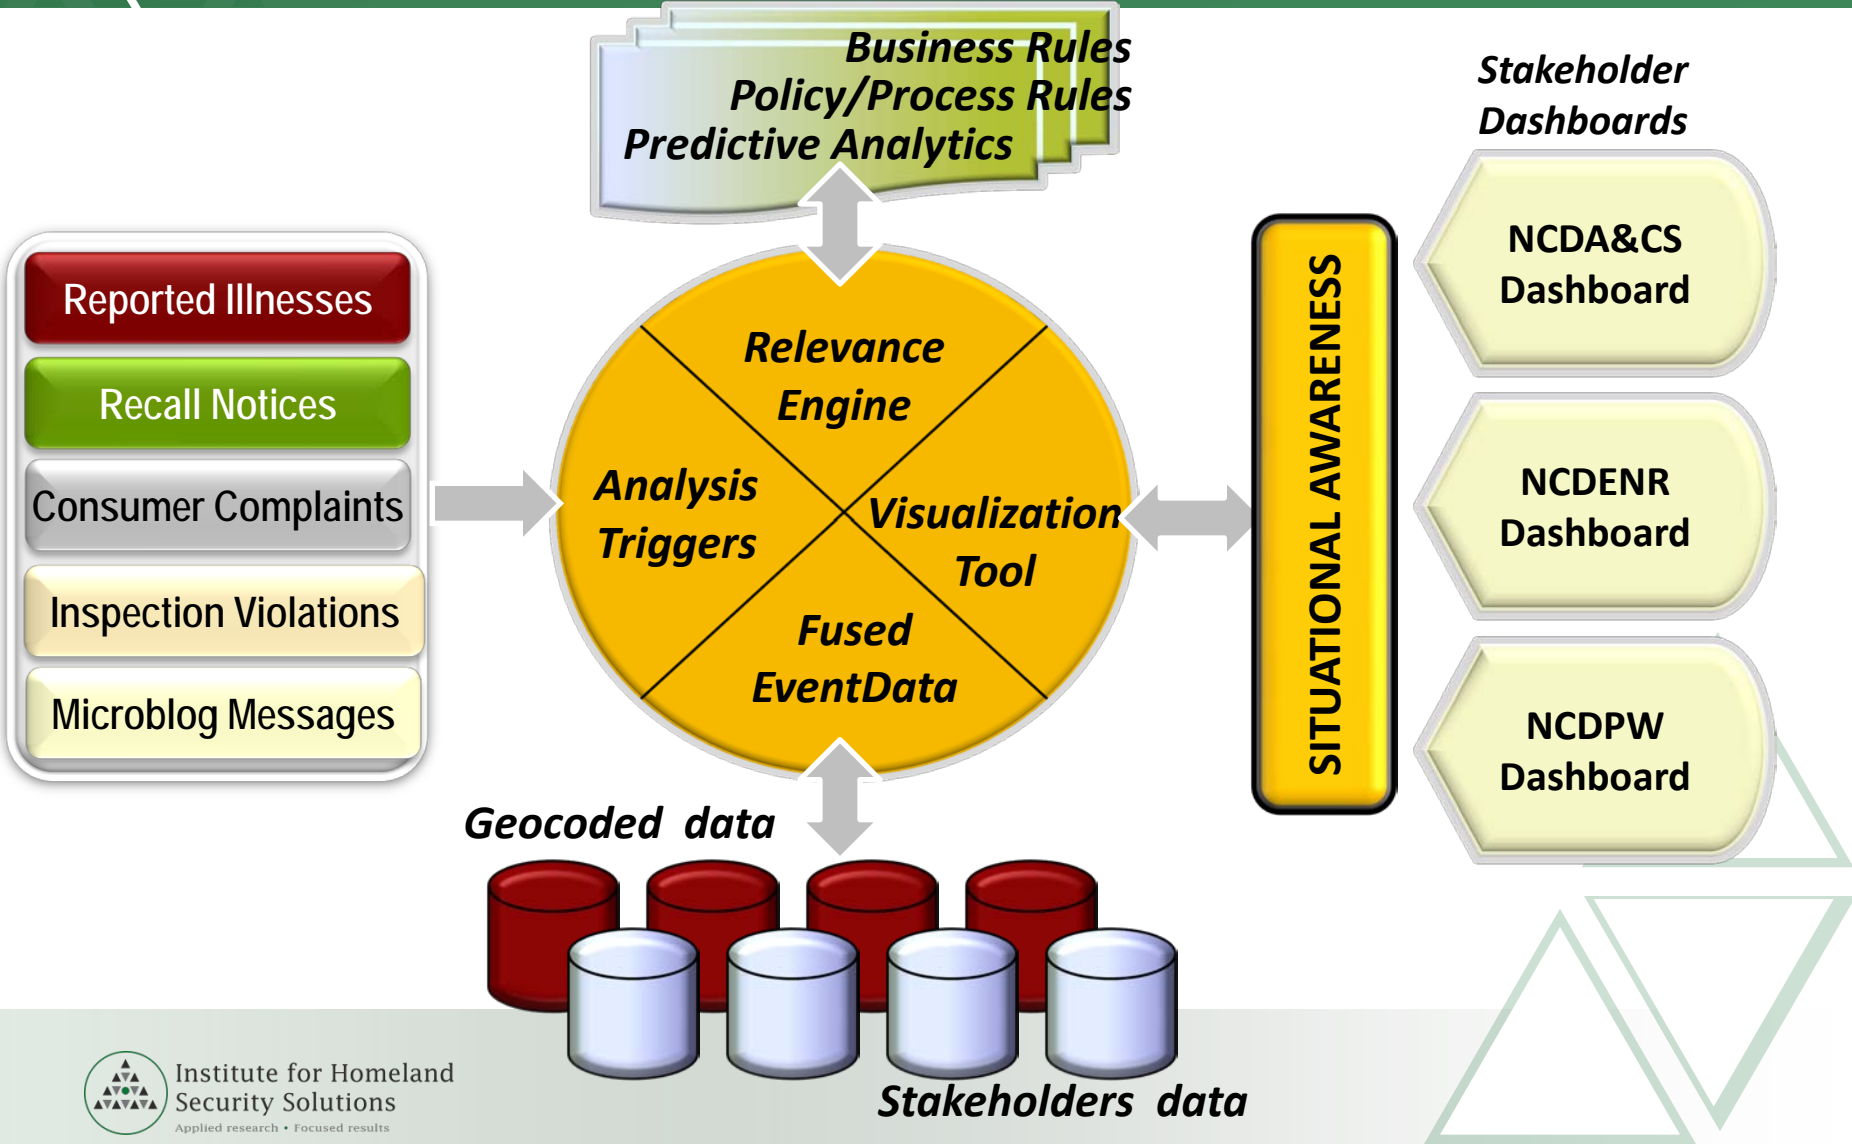 Business Rules
Policy/Process Rules
Predictive Analytics
Stakeholder
Dashboards
Reported Illnesses
Recall Notices
Consumer Complaints
Inspection Violations
Microblog Messages
Relevance
Engine
Analysis
Triggers
Visualization
Tool
Fused
EventData
SITUATIONAL AWARENESS
NCDA&CS
Dashboard
NCDENR
Dashboard
NCDPW
Dashboard
Geocoded data
Stakeholders data
Institute for Homeland
Security Solutions
Applied research • Focused results